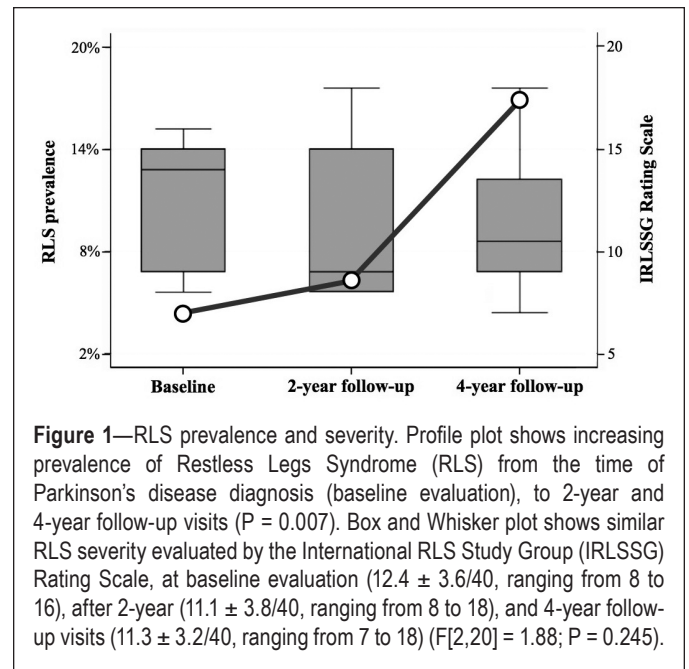 20%
14%
8%
2%
RLS prevalence
20
15
10
5
IRLSSG Rating Scale
Baseline
2-year follow-up
4-year follow-up
Figure 1—RLS prevalence and severity. Profile plot shows increasing
prevalence of Restless Legs Syndrome (RLS) from the time of
Parkinson's disease diagnosis (baseline evaluation), to 2-year and
4-year follow-up visits (P = 0.007). Box and Whisker plot shows similar
RLS severity evaluated by the International RLS Study Group (IRLSSG)
Rating Scale, at baseline evaluation (12.4 ± 3.6/40, ranging from 8 to
16), after 2-year (11.1 ± 3.8/40, ranging from 8 to 18), and 4-year follow-
up visits (11.3 ± 3.2/40, ranging from 7 to 18) (F[2,20] = 1.88; P = 0.245).